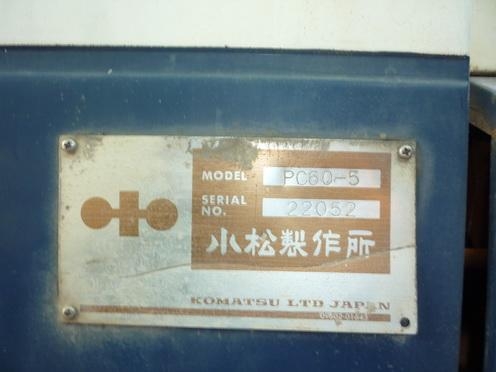 MODEL PC60-5
SERIAL NO. 22052
小松製作所
KOMATSU LTD JAPAN